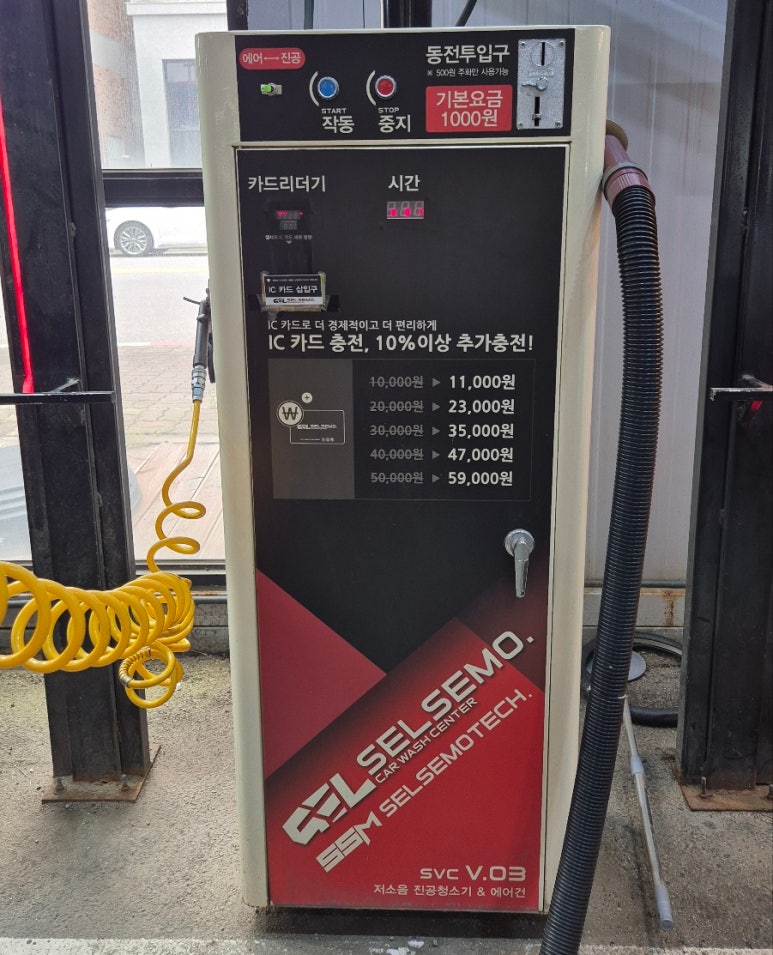 에어↔진공
START
작동
STOP
중지
동전투입구
※ 500원 주화만 사용가능
기본요금
1000원
카드리더기
시간
IC 카드 삽입구
IC 카드로 더 경제적이고 더 편리하게
IC 카드 충전, 10%이상 추가충전!
10,000원 ▶ 11,000원
20,000원 ▶ 23,000원
30,000원 ▶ 35,000원
40,000원 ▶ 47,000원
50,000원 ▶ 59,000원
₩
SEL SELSEMO.
CAR WASH CENTER
SSM SELSEMOTECH.
SVC V.03
저소음 진공청소기 & 에어건